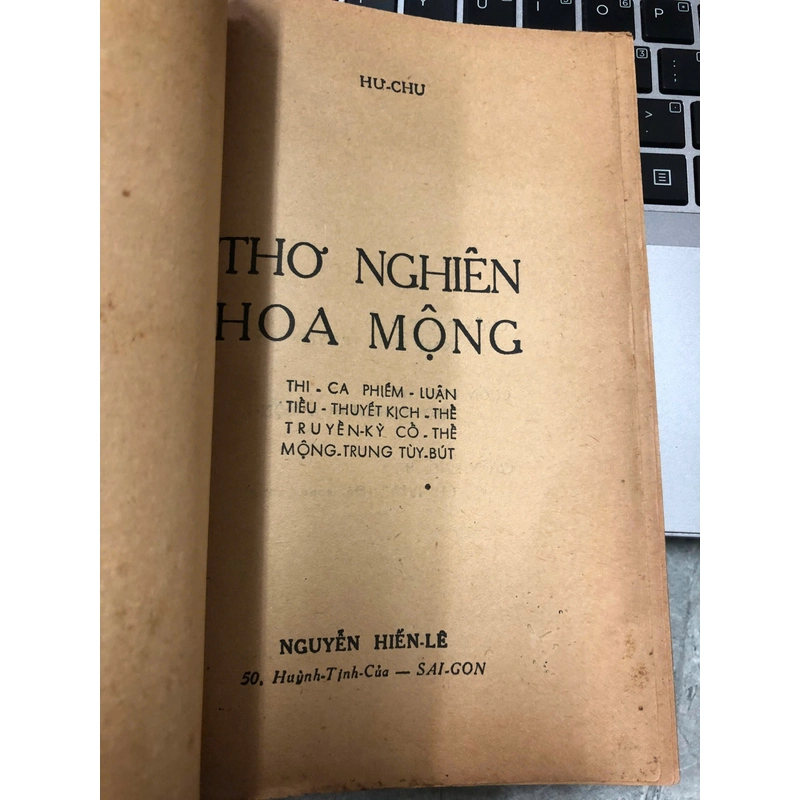 HƯ-CHU
THƠ NGHIÊN
HOA MỘNG
THI - CA PHIẾM - LUẬN
TIỂU - THUYẾT KỊCH - THỂ
TRUYỀN-KỲ CỔ - THỂ
MỘNG-TRUNG TÙY-BÚT
NGUYỄN HIẾN-LÊ
50, Huỳnh-Tịnh-Của — SAI-GON
Y U I O P